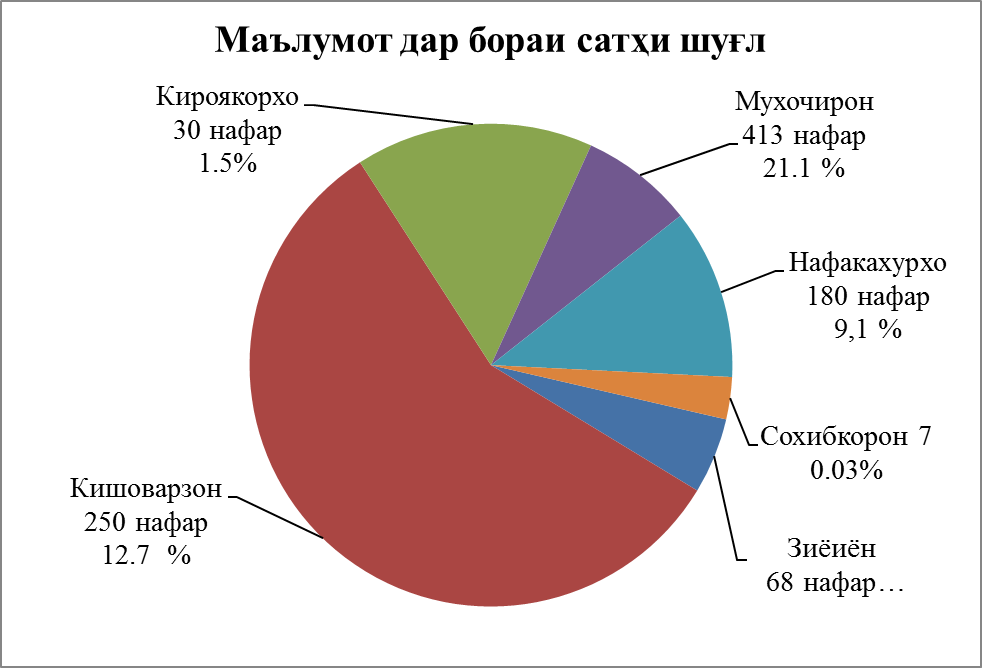 Маълумот дар бораи сатҳи шуғл
Кироякорхо
30 нафар
1.5%
Мухочирон
413 нафар
21.1 %
Нафакахурхо
180 нафар
9,1 %
Сохибкорон 7
0.03%
Зиёиён
68 нафар…
Кишоварзон
250 нафар
12.7 %